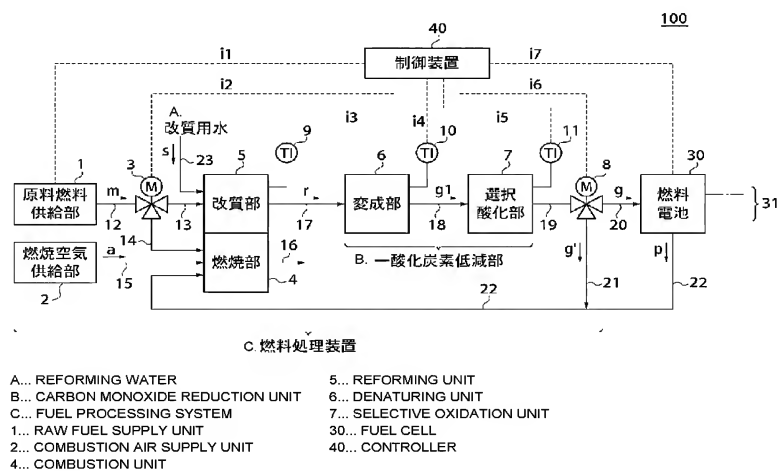 100
40
制御装置
i1
i7
i2
i6
A.
改質用水
i3
i4
i5
s
23
9
TI
10
TI
11
TI
1
3
M
5
6
7
8
M
30
原料燃料
供給部
m
12
13
改質部
r
17
変成部
g1
18
選択
酸化部
19
g
20
燃料
電池
31
14
燃焼空気
供給部
a
15
2
燃焼部
16
4
B. 一酸化炭素低減部
g'
21
p
22
22
C. 燃料処理装置
A... REFORMING WATER
B... CARBON MONOXIDE REDUCTION UNIT
C... FUEL PROCESSING SYSTEM
1... RAW FUEL SUPPLY UNIT
2... COMBUSTION AIR SUPPLY UNIT
4... COMBUSTION UNIT
5... REFORMING UNIT
6... DENATURING UNIT
7... SELECTIVE OXIDATION UNIT
30... FUEL CELL
40... CONTROLLER